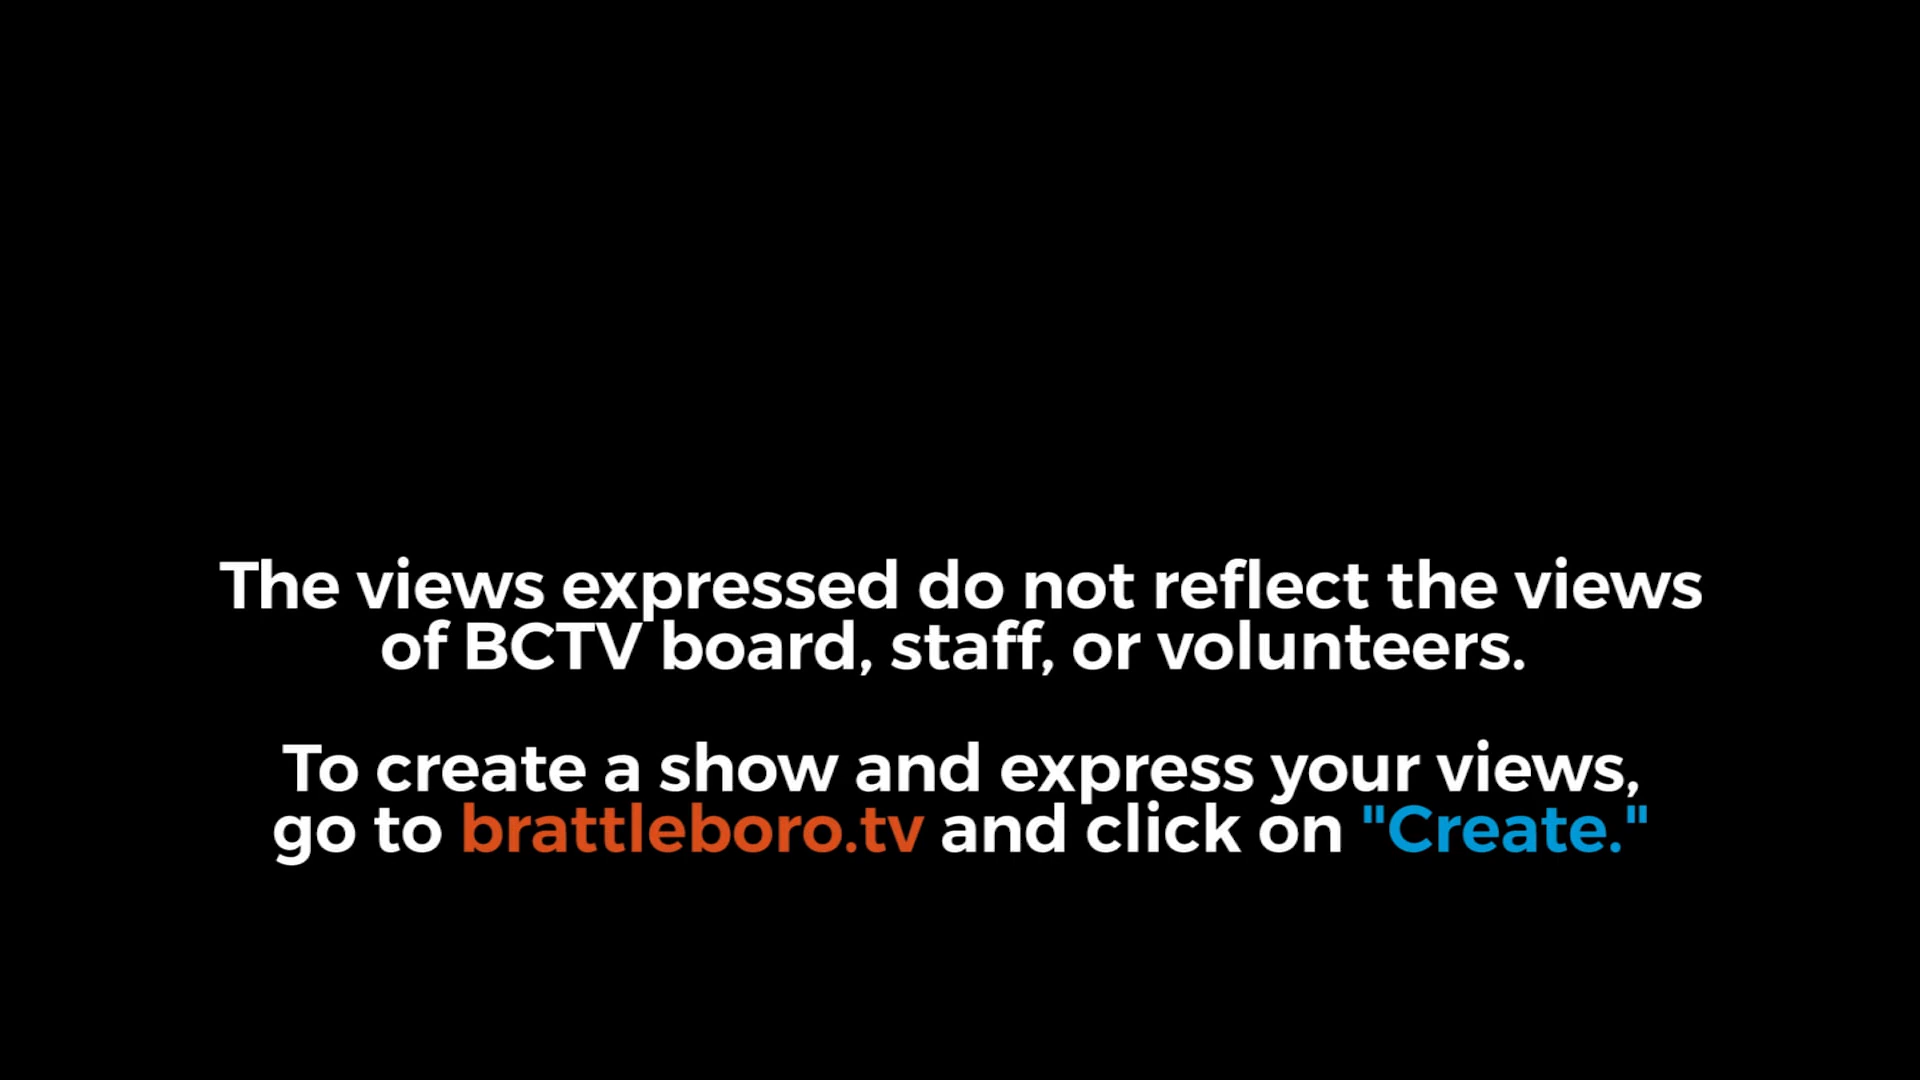 The views expressed do not reflect the views
of BCTV board, staff, or volunteers.
To create a show and express your views,
go to brattleboro.tv and click on "Create."